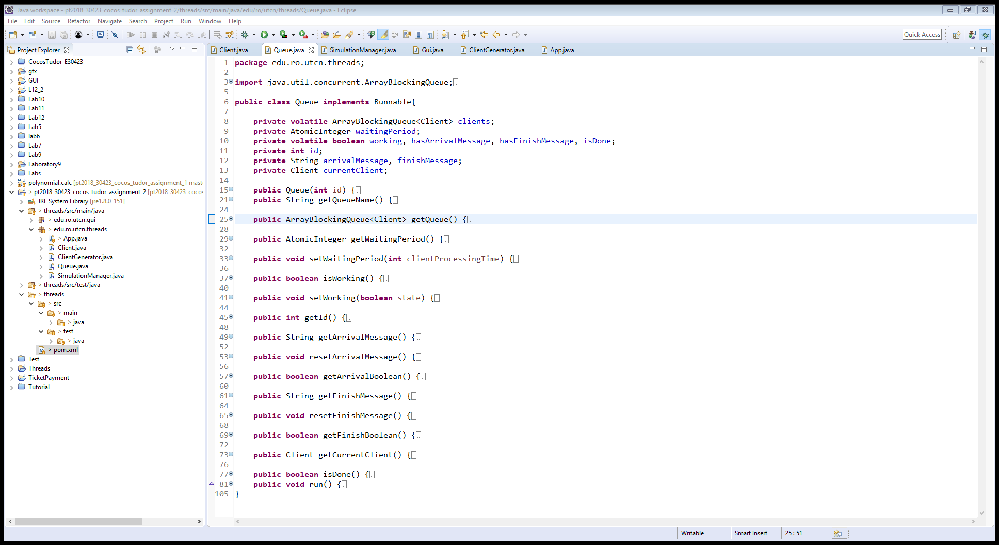 Java workspace - pt2018_30423_cocos_tudor_assignment_2/threads/src/main/java/edu/ro/utcn/threads/Queue.java - Eclipse
File Edit Source Refactor Navigate Search Project Run Window Help
Quick Access
Project Explorer
CocosTudor_E30423
gfx
GUI
L12_2
Lab10
Lab11
Lab12
Lab5
lab6
Lab7
Lab9
Laboratory9
Labs
polynomial.calc [pt2018_30423_cocos_tudor_assignment_1 mast
> pt2018_30423_cocos_tudor_assignment_2 [pt2018_30423_cocos
JRE System Library [jre1.8.0_151]
> threads/src/main/java
> edu.ro.utcn.gui
> edu.ro.utcn.threads
> App.java
Client.java
ClientGenerator.java
Queue.java
SimulationManager.java
> threads/src/test/java
> threads
> src
> main
> java
> test
> java
> pom.xml
Test
Threads
TicketPayment
Tutorial
Client.java Queue.java SimulationManager.java Gui.java ClientGenerator.java App.java
1 package edu.ro.utcn.threads;
2
3 import java.util.concurrent.ArrayBlockingQueue;
5
6 public class Queue implements Runnable{
7
8 private volatile ArrayBlockingQueue<Client> clients;
9 private AtomicInteger waitingPeriod;
10 private volatile boolean working, hasArrivalMessage, hasFinishMessage, isDone;
11 private int id;
12 private String arrivalMessage, finishMessage;
13 private Client currentClient;
14
15 public Queue(int id) {
21 public String getQueueName() {
24
25 public ArrayBlockingQueue<Client> getQueue() {
28
29 public AtomicInteger getWaitingPeriod() {
32
33 public void setWaitingPeriod(int clientProcessingTime) {
36
37 public boolean isWorking() {
40
41 public void setWorking(boolean state) {
44
45 public int getId() {
48
49 public String getArrivalMessage() {
52
53 public void resetArrivalMessage() {
56
57 public boolean getArrivalBoolean() {
60
61 public String getFinishMessage() {
64
65 public void resetFinishMessage() {
68
69 public boolean getFinishBoolean() {
72
73 public Client getCurrentClient() {
76
77 public boolean isDone() {
81 public void run() {
105 }
Writable Smart Insert 25 : 51